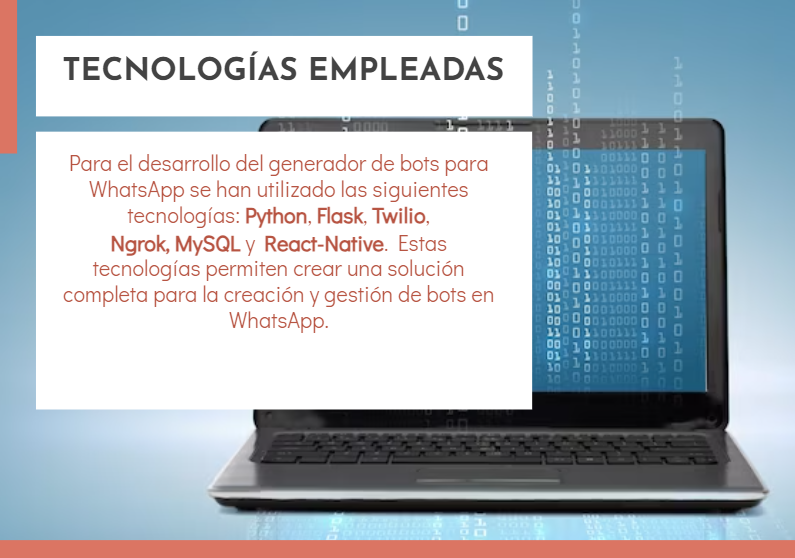 TECNOLOGÍAS EMPLEADAS
Para el desarrollo del generador de bots para
WhatsApp se han utilizado las siguientes
tecnologías: Python, Flask, Twilio,
Ngrok, MySQL y React-Native. Estas
tecnologías permiten crear una solución
completa para la creación y gestión de bots en
WhatsApp.